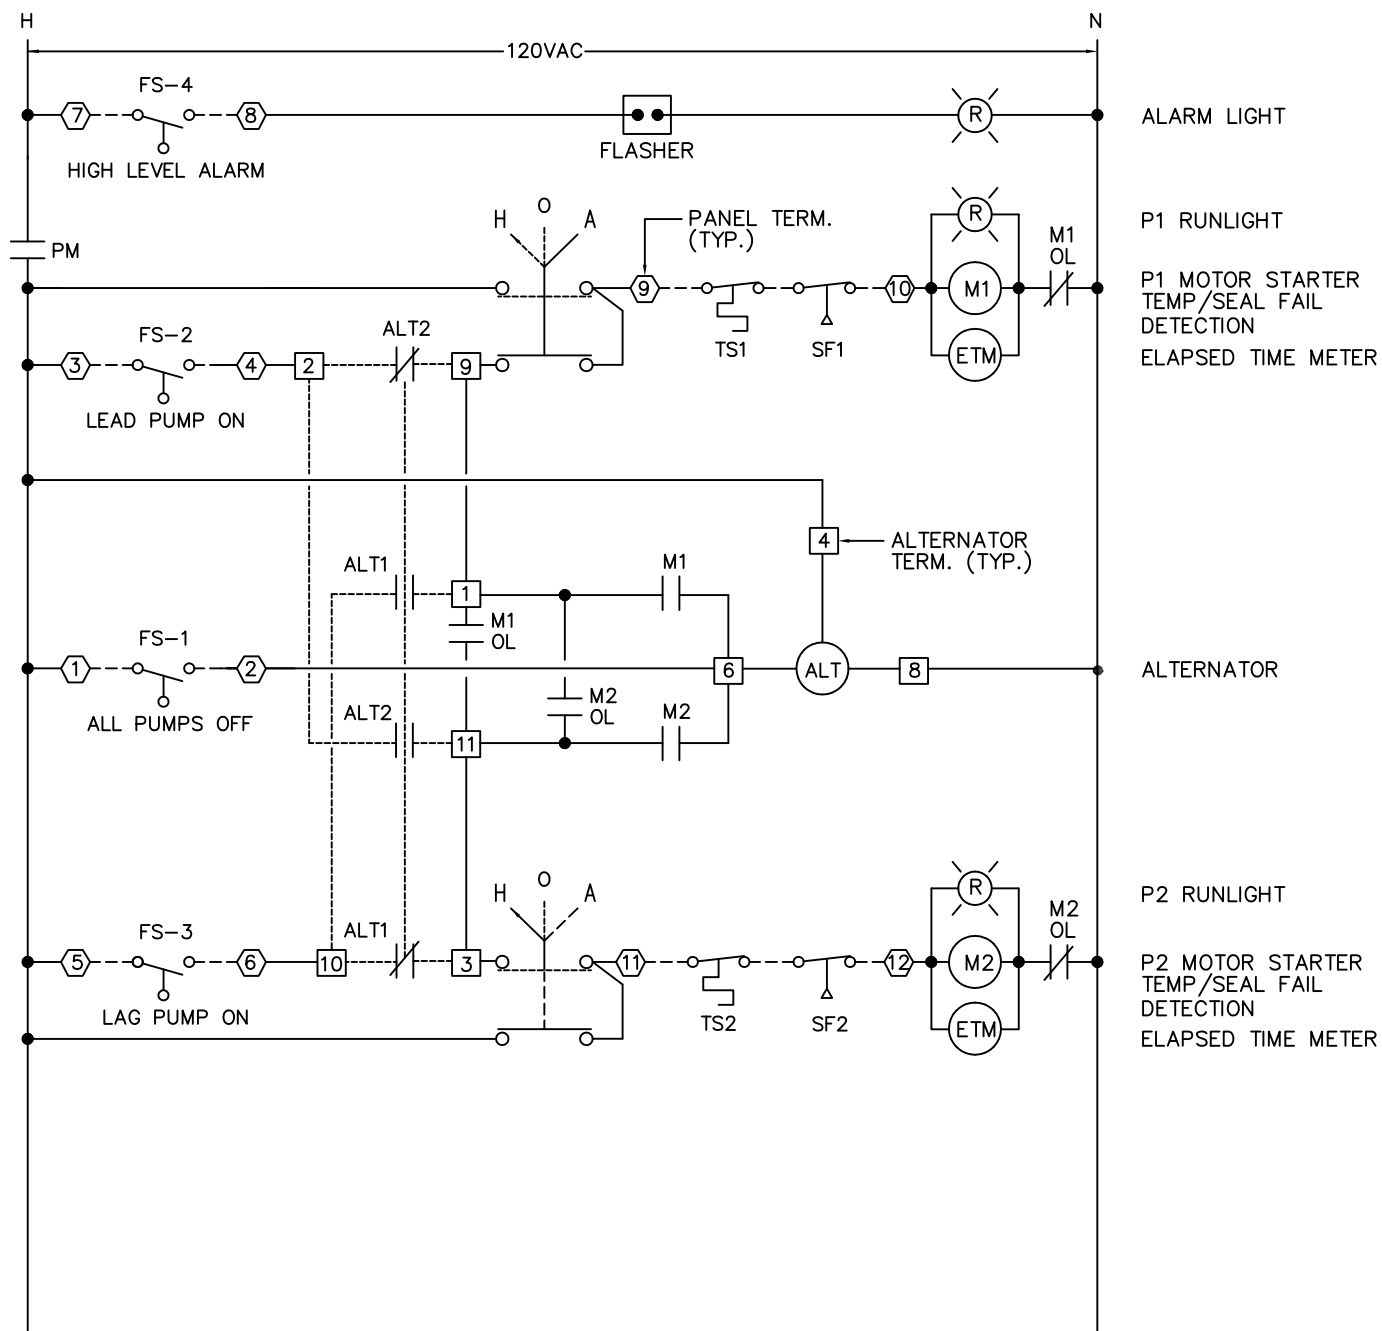 H
N
120VAC
FS-4
7
8
R
ALARM LIGHT
FLASHER
HIGH LEVEL ALARM
H
O
A
PANEL TERM.
(TYP.)
R
P1 RUNLIGHT
M1
OL
PM
9
10
M1
P1 MOTOR STARTER
TEMP/SEAL FAIL
DETECTION
FS-2
ALT2
TS1
SF1
ETM
ELAPSED TIME METER
3
4
2
9
LEAD PUMP ON
4
ALTERNATOR
TERM. (TYP.)
ALT1
M1
1
M1
OL
FS-1
1
2
6
ALT
8
ALTERNATOR
M2
OL
ALL PUMPS OFF
ALT2
M2
11
H
O
A
R
P2 RUNLIGHT
M2
OL
FS-3
ALT1
5
6
10
3
11
12
M2
P2 MOTOR STARTER
TEMP/SEAL FAIL
DETECTION
LAG PUMP ON
TS2
SF2
ETM
ELAPSED TIME METER